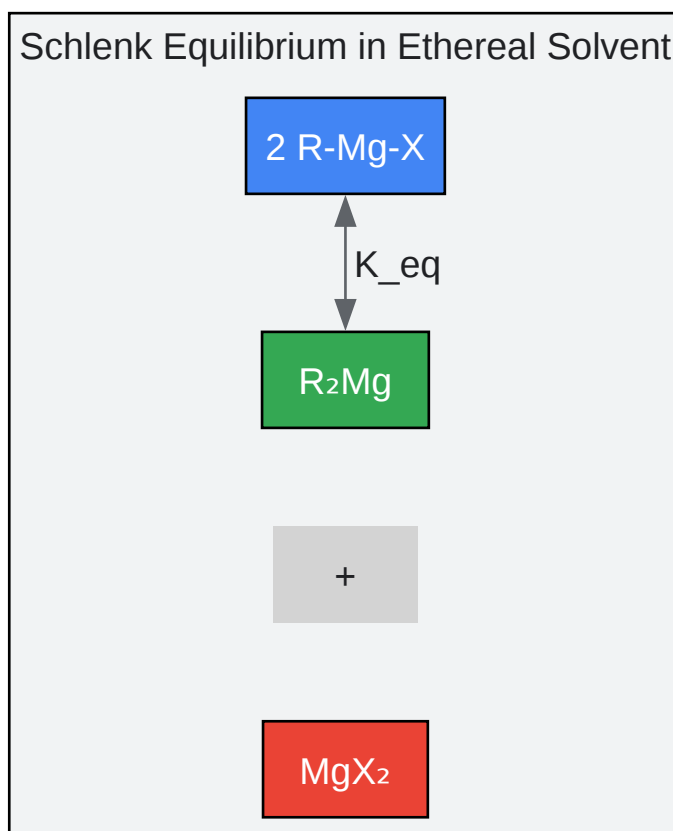 Schlenk Equilibrium in Ethereal Solvent
2 R-Mg-X
K_eq
R₂Mg
+
MgX₂